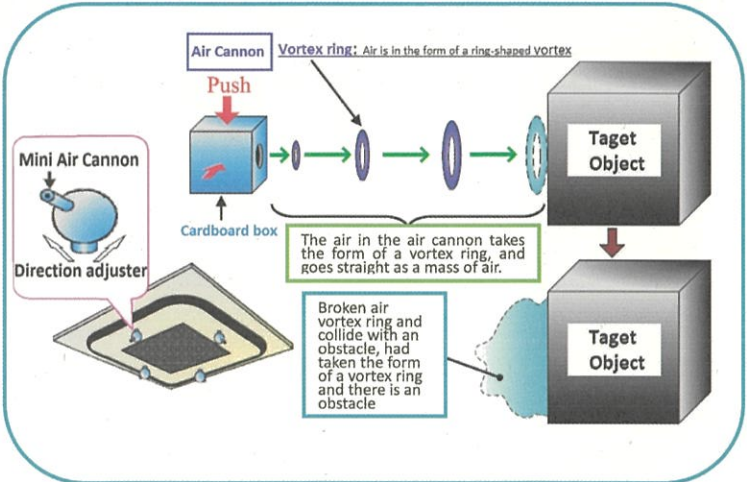 Air Cannon
Vortex ring: Air is in the form of a ring-shaped vortex
Push
Taget
Object
Mini Air Cannon
Direction adjuster
Cardboard box
The air in the air cannon takes
the form of a vortex ring, and
goes straight as a mass of air.
Broken air
vortex ring and
collide with an
obstacle, had
taken the form
of a vortex ring
and there is an
obstacle
Taget
Object